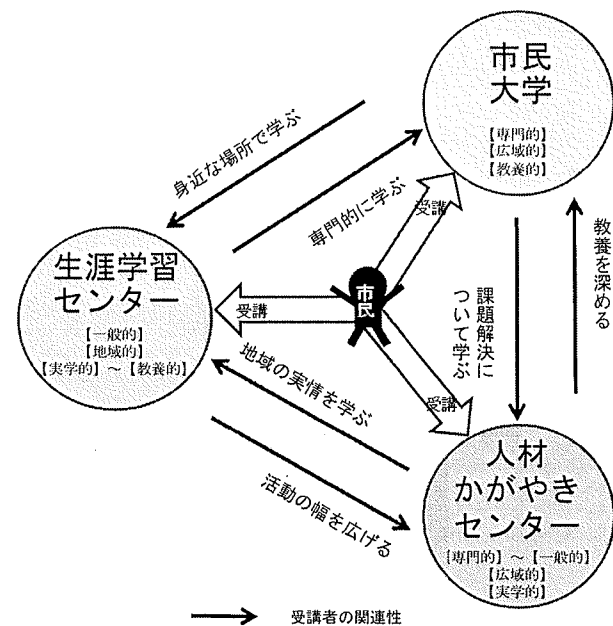 市民
大学
【専門的】
【広域的】
【教養的】
身近な場所で学ぶ
専門的に学ぶ
受講
教養を深める
生涯学習
センター
【一般的】
【地域的】
【実学的】～【教養的】
受講
市民
課題解決に
ついて学ぶ
地域の実情を学ぶ
受講
活動の幅を広げる
人材
かがやき
センター
【専門的】～【一般的】
【広域的】
【実学的】
受講者の関連性